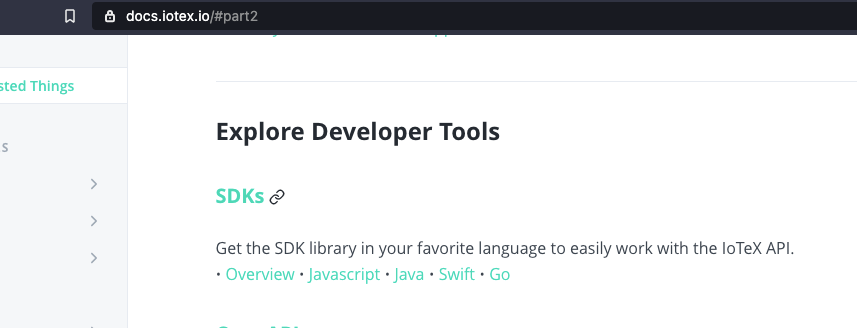 docs.iotex.io/#part2
sted Things
Explore Developer Tools
S
SDKs
Get the SDK library in your favorite language to easily work with the IoTeX API.
• Overview • Javascript • Java • Swift • Go